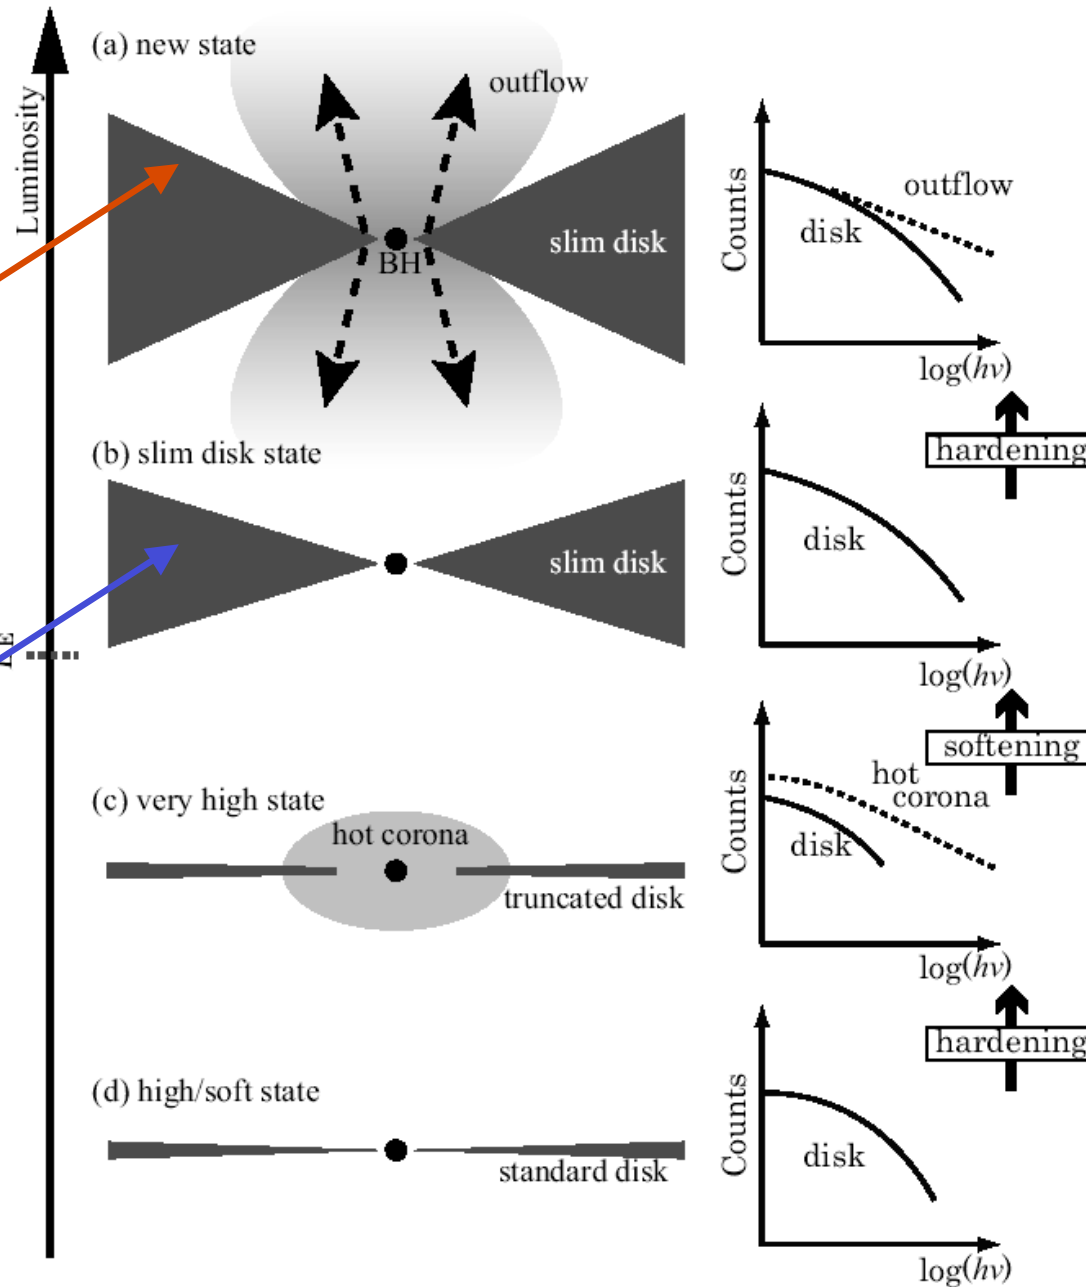 Luminosity
(a) new state
outflow
BH
slim disk
Counts
outflow
disk
log(hν)
hardening
(b) slim disk state
slim disk
Counts
disk
log(hν)
softening
(c) very high state
hot corona
truncated disk
Counts
hot
corona
disk
log(hν)
hardening
(d) high/soft state
standard disk
Counts
disk
log(hν)